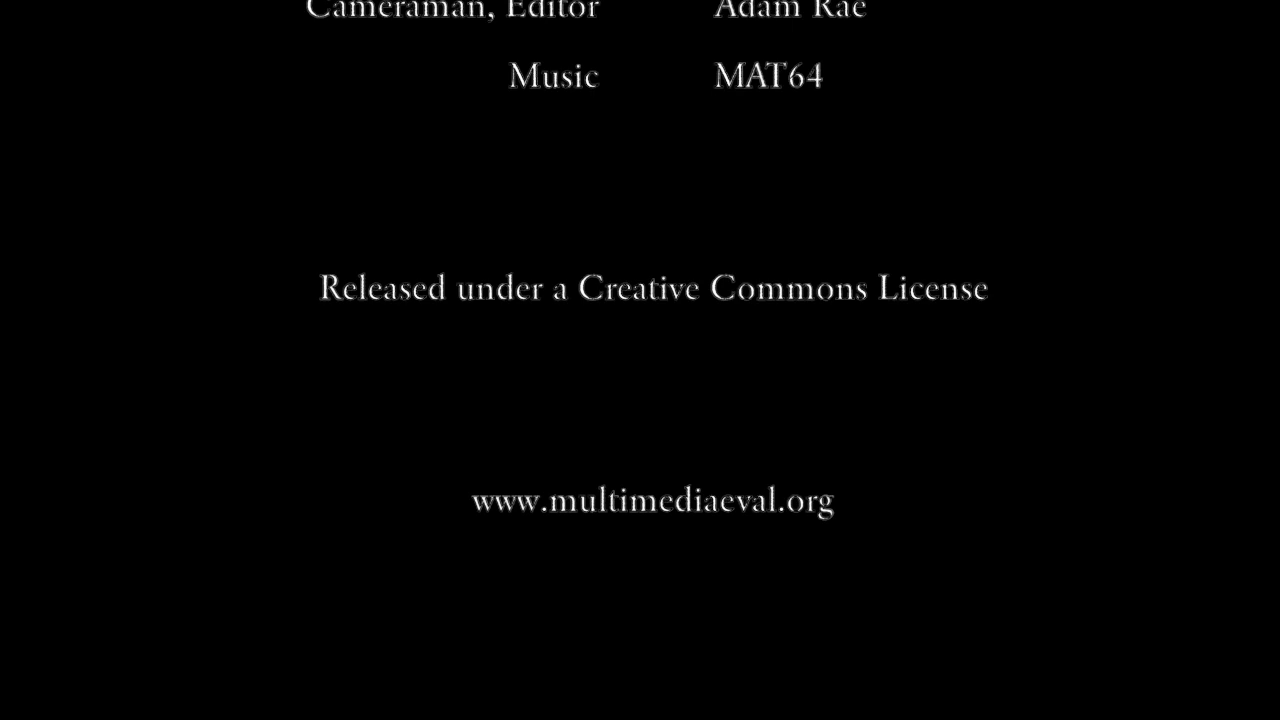 Cameraman, Editor Adam Rae
Music MAT64
Released under a Creative Commons License
www.multimediaeval.org